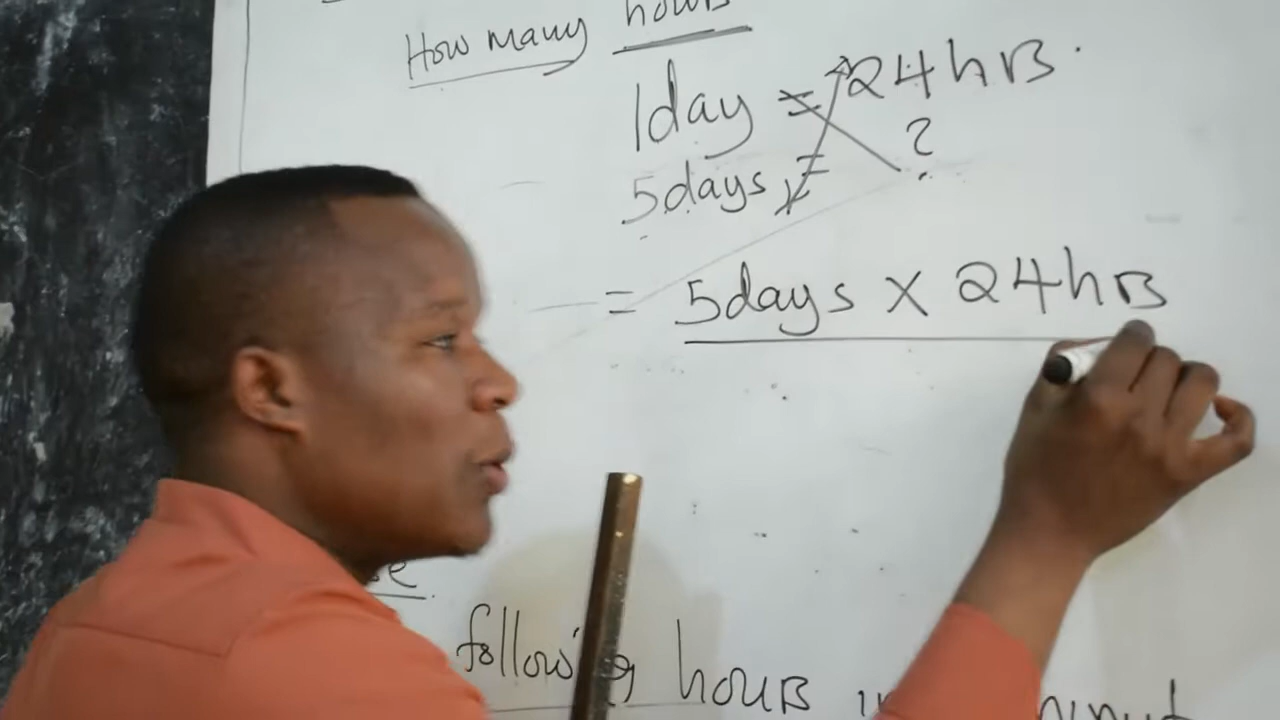 How many hours
1day = 24hrs.
5days = ?
= 5days × 24hrs
following hours